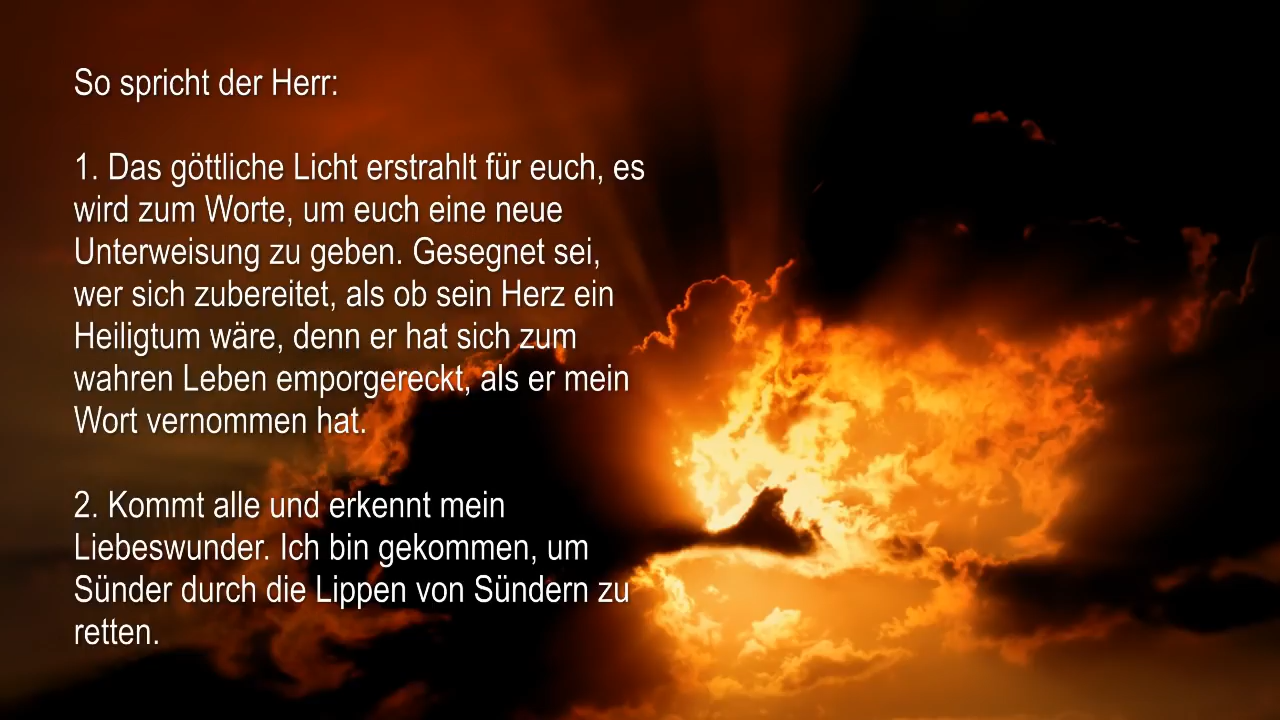 So spricht der Herr:
1. Das göttliche Licht erstrahlt für euch, es
wird zum Worte, um euch eine neue
Unterweisung zu geben. Gesegnet sei,
wer sich zubereitet, als ob sein Herz ein
Heiligtum wäre, denn er hat sich zum
wahren Leben emporgereckt, als er mein
Wort vernommen hat.
2. Kommt alle und erkennt mein
Liebeswunder. Ich bin gekommen, um
Sünder durch die Lippen von Sündern zu
retten.